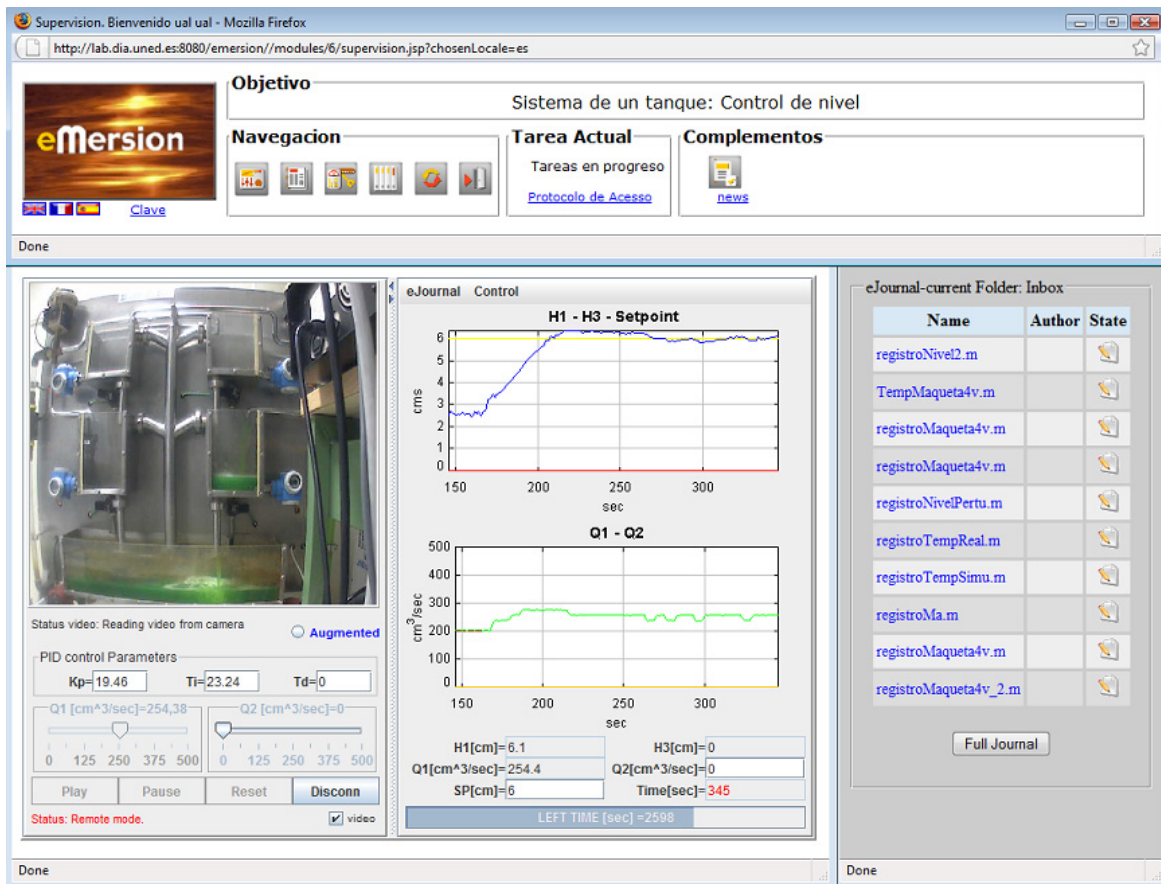 Supervision. Bienvenido ual ual - Mozilla Firefox
http://lab.dia.uned.es:8080/emersion//modules/6/supervision.jsp?chosenLocale=es
eMersion
Clave
Objetivo
Sistema de un tanque: Control de nivel
Navegacion
Tarea Actual
Tareas en progreso
Protocolo de Acesso
Complementos
news
Done
Status video: Reading video from camera
Augmented
PID control Parameters
Kp= 19.46 Ti= 23.24 Td= 0
Q1 [cm^3/sec]=254,38 Q2 [cm^3/sec]=0
0 125 250 375 500 0 125 250 375 500
Play Pause Reset Disconn
Status: Remote mode. video
eJournal Control
H1 - H3 - Setpoint
cms
6
5
4
3
2
1
0
150 200 250 300
sec
Q1 - Q2
cm³/sec
500
400
300
200
100
0
150 200 250 300
sec
H1[cm]= 6.1 H3[cm]= 0
Q1[cm^3/sec]= 254.4 Q2[cm^3/sec]= 0
SP[cm]= 6 Time[sec]= 345
LEFT TIME [sec] =2598
Done
eJournal-current Folder: Inbox
Name Author State
registroNivel2.m
TempMaqueta4v.m
registroMaqueta4v.m
registroMaqueta4v.m
registroNivelPertu.m
registroTempReal.m
registroTempSimu.m
registroMa.m
registroMaqueta4v.m
registroMaqueta4v_2.m
Full Journal
Done